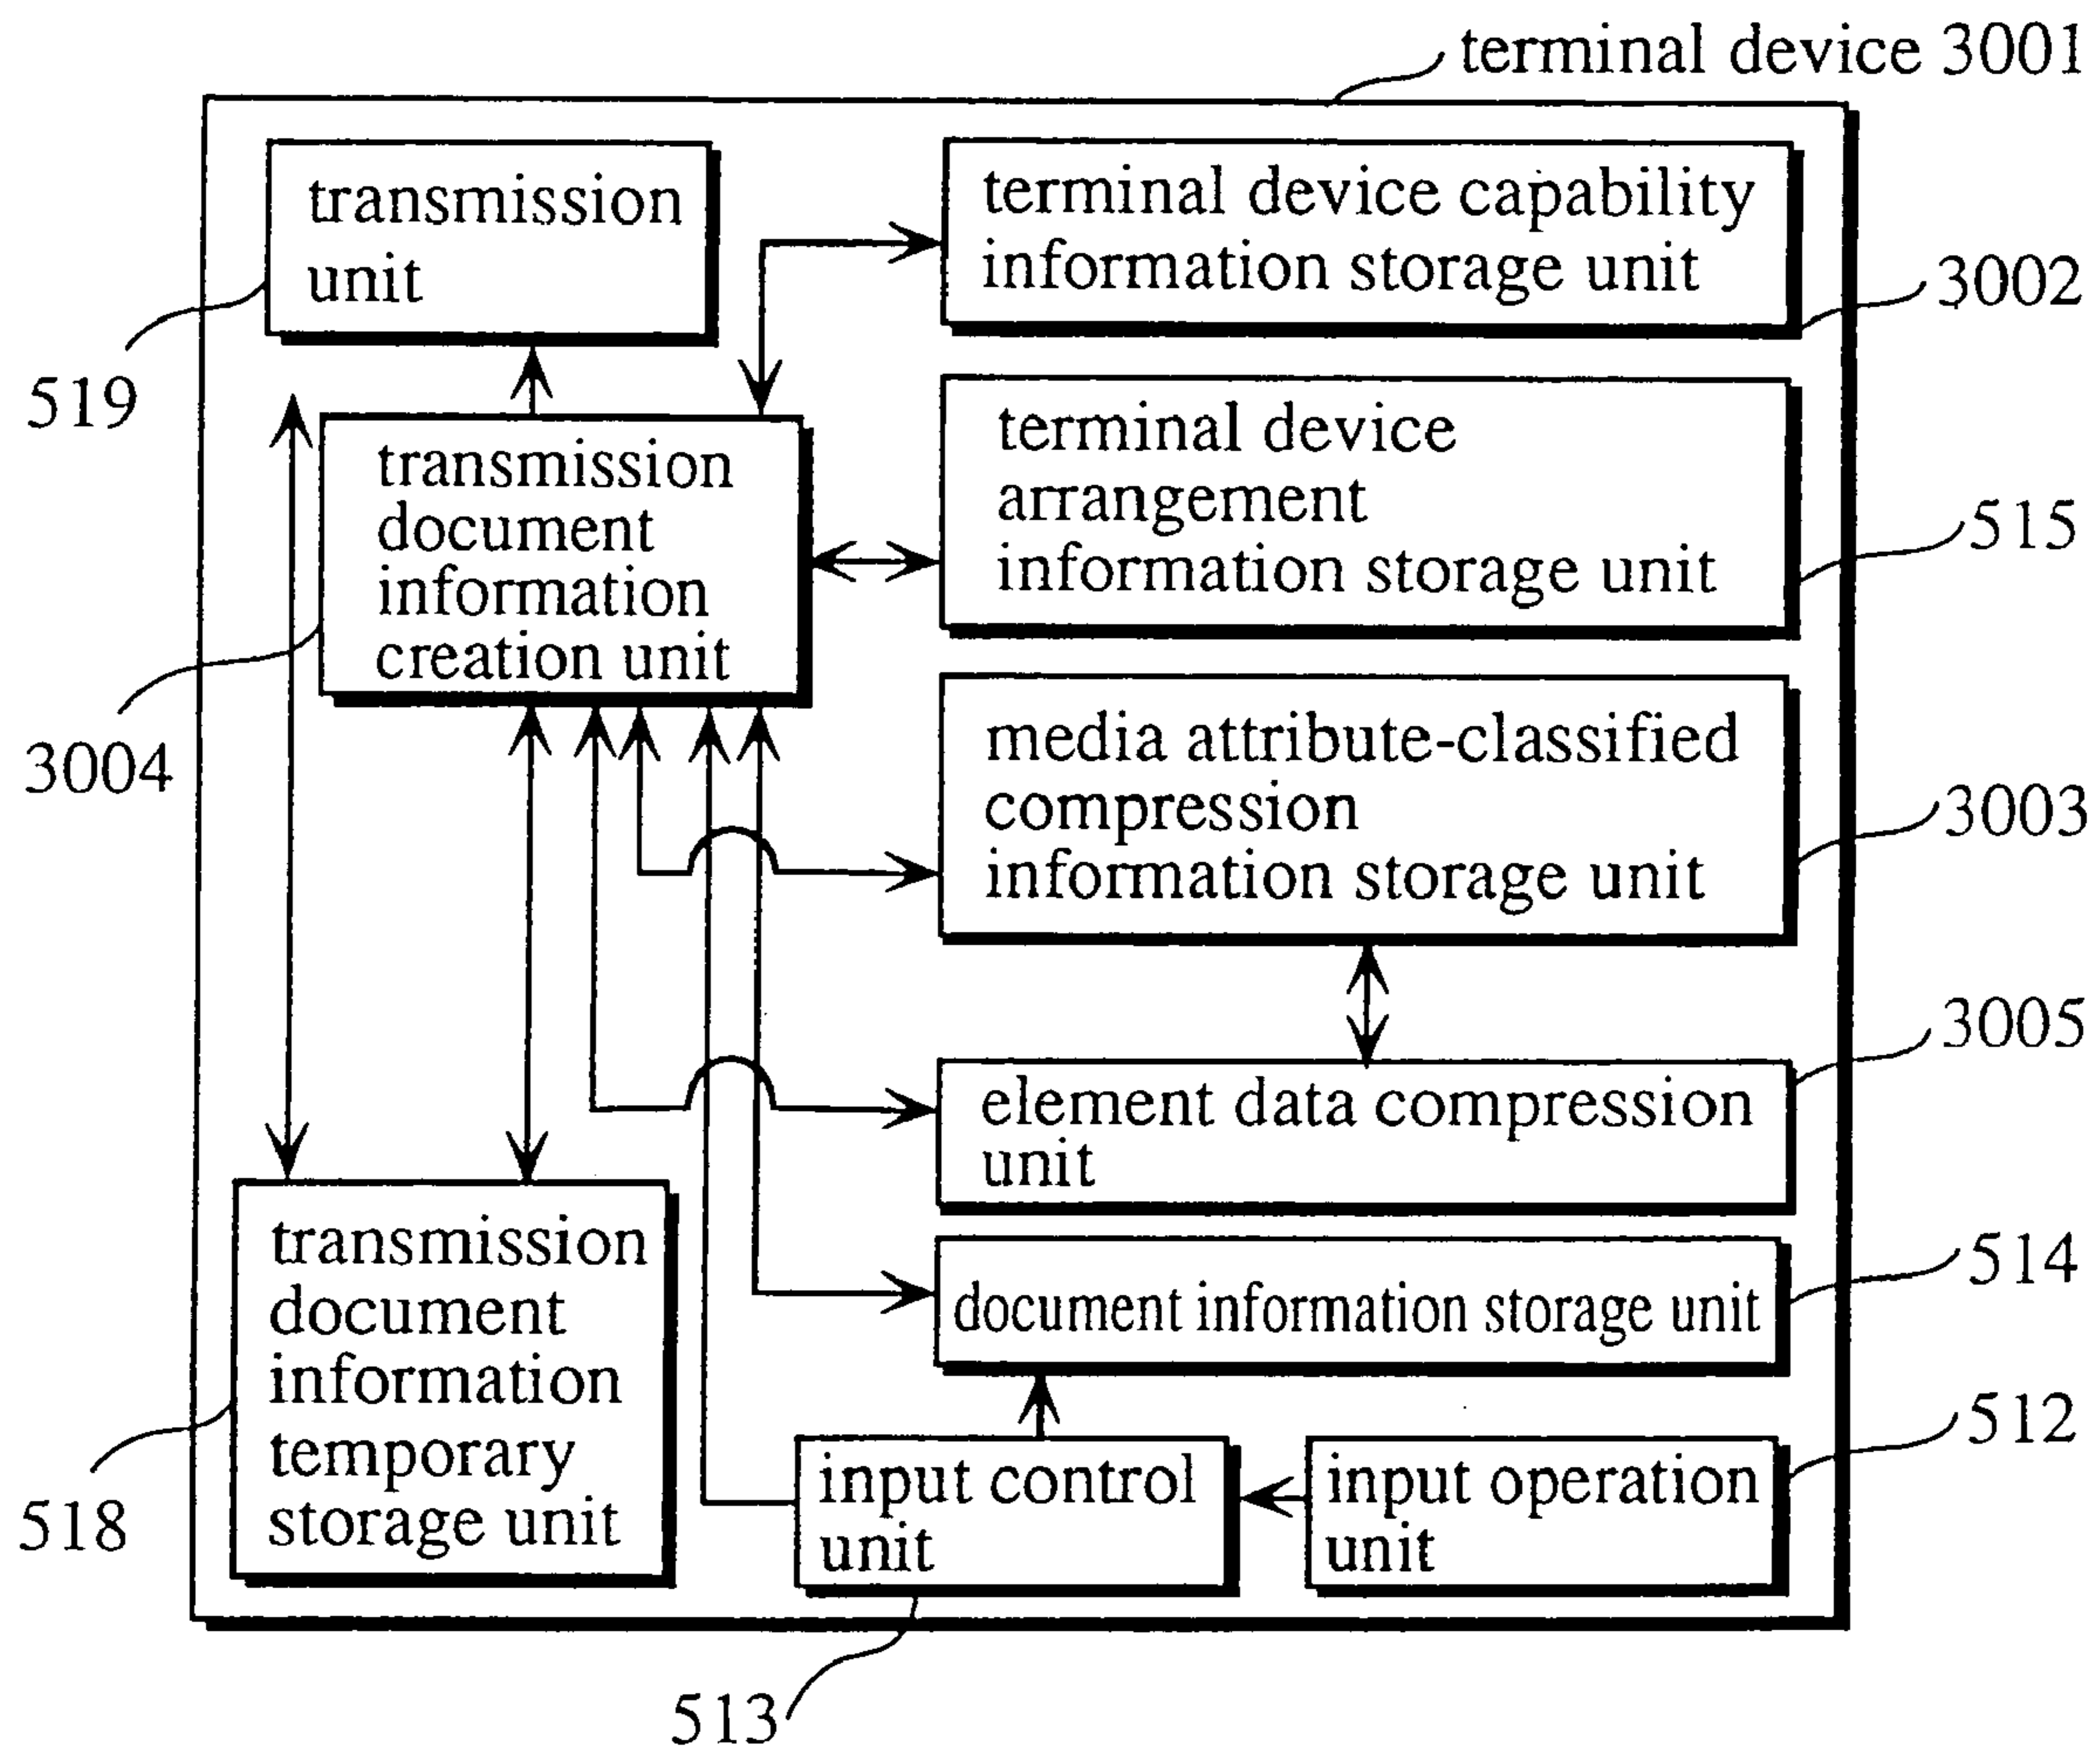 terminal device 3001
transmission
unit
519
terminal device capability
information storage unit
3002
transmission
document
information
creation unit
3004
terminal device
arrangement
information storage unit
515
media attribute-classified
compression
information storage unit
3003
element data compression
unit
3005
transmission
document
information
temporary
storage unit
518
document information storage unit
514
input control
unit
513
input operation
unit
512